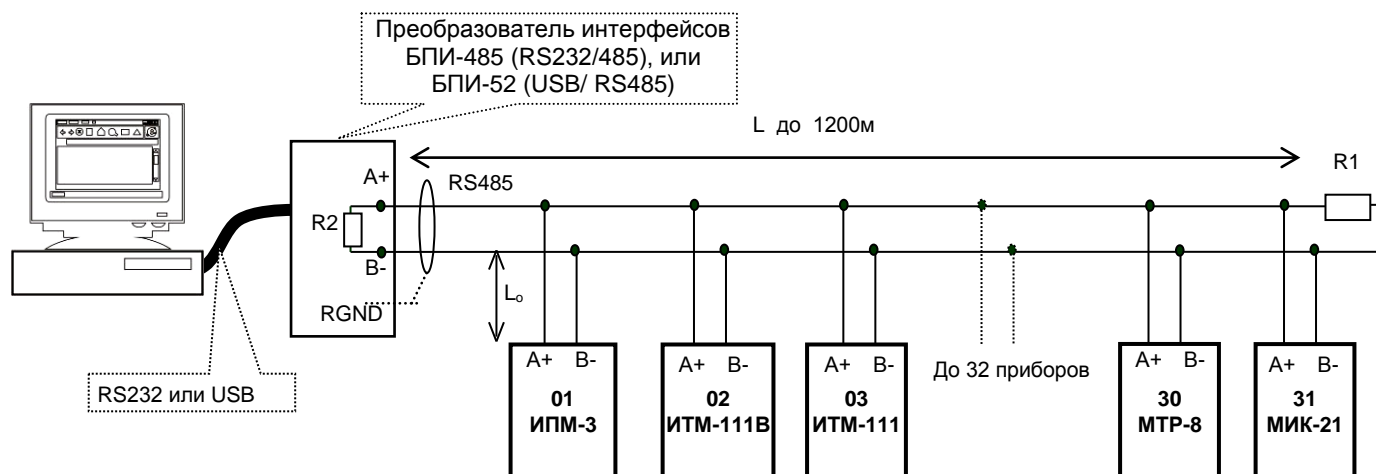 Преобразователь интерфейсов
БПИ-485 (RS232/485), или
БПИ-52 (USB/ RS485)
L до 1200м
R1
A+
RS485
R2
B-
RGND
Lo
RS232 или USB
До 32 приборов
A+ B-
01
ИПМ-3
A+ B-
02
ИТМ-111В
A+ B-
03
ИТМ-111
A+ B-
30
МТР-8
A+ B-
31
МИК-21